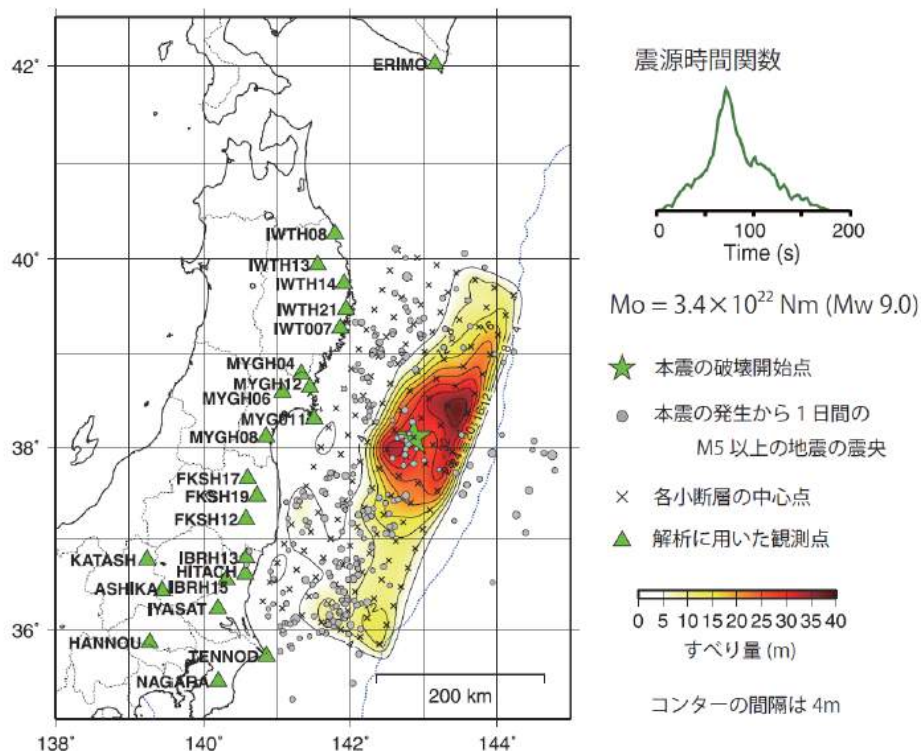 42°
40°
38°
36°
138°
140°
142°
144°
ERIMO
IWTH08
IWTH13
IWTH14
IWTH21
IWT007
MYGH04
MYGH12
MYGH06
MYG011
MYGH08
FKSH17
FKSH19
FKSH12
KATASH
IBRH13
HITACH
ASHIKA
IBRH15
IYASAT
HANNOU
TENNOD
NAGARA
200 km
震源時間関数
0
100
200
Time (s)
Mo = 3.4×10²² Nm (Mw 9.0)
本震の破壊開始点
本震の発生から1日間の
M5 以上の地震の震央
各小断層の中心点
解析に用いた観測点
0 5 10 15 20 25 30 35 40
すべり量 (m)
コンターの間隔は 4m